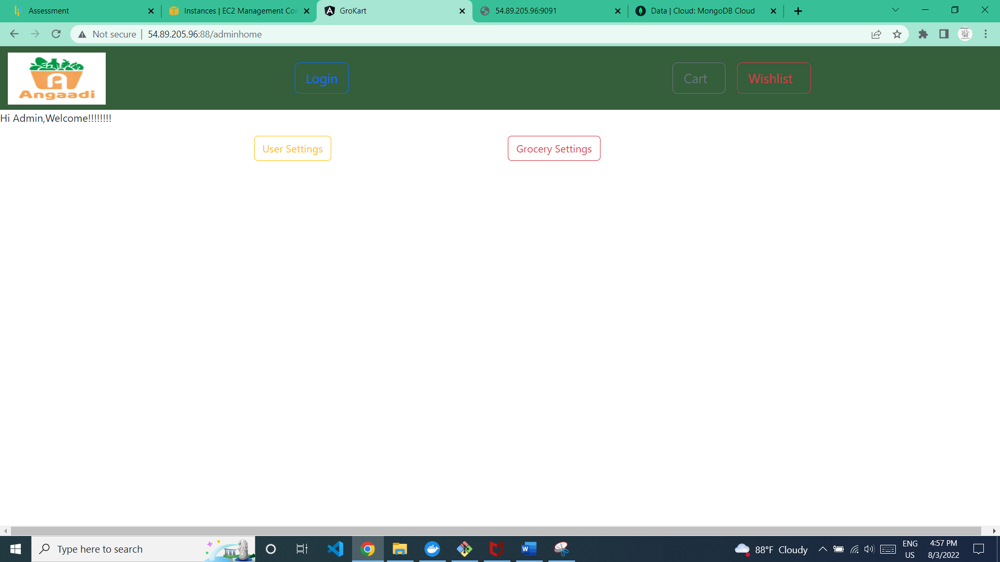 Assessment
Instances | EC2 Management Con
GroKart
54.89.205.96:9091
Data | Cloud: MongoDB Cloud
Not secure
54.89.205.96:88/adminhome
A
Angaadi
Login
Cart
Wishlist
Hi Admin,Welcome!!!!!!!!
User Settings
Grocery Settings
Type here to search
88°F Cloudy
ENG
US
4:57 PM
8/3/2022